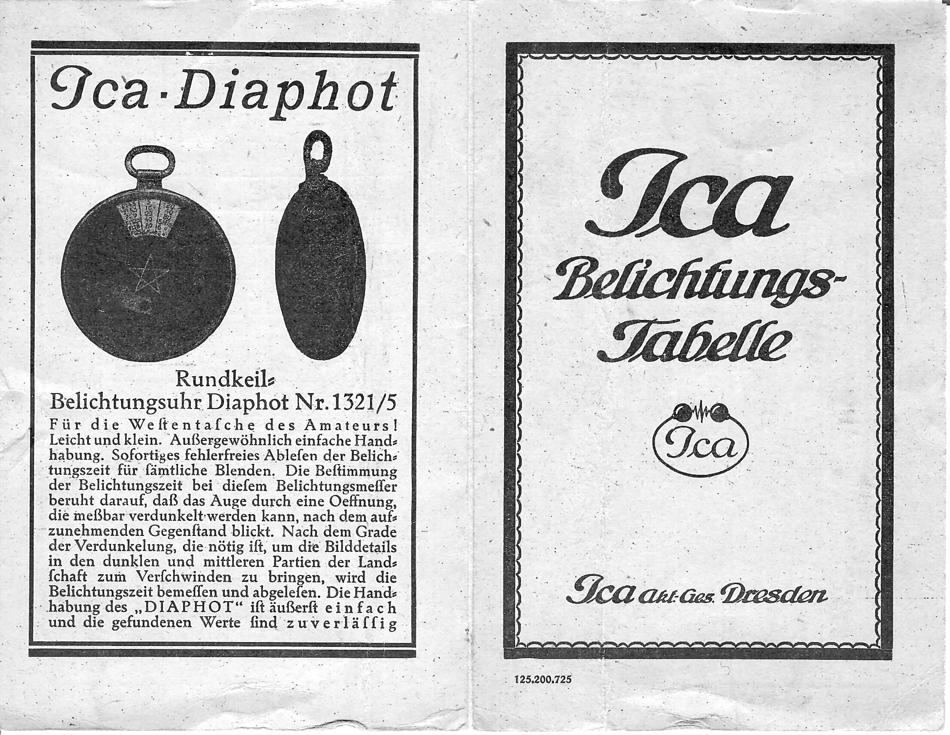 Ica · Diaphot
Rundkeil⸗
Belichtungsuhr Diaphot Nr. 1321/5
Für die Weſtentaſche des Amateurs!
Leicht und klein. Außergewöhnlich einfache Hand⸗
habung. Sofortiges fehlerfreies Ableſen der Belich⸗
tungszeit für ſämtliche Blenden. Die Beſtimmung
der Belichtungszeit bei dieſem Belichtungsmeſſer
beruht darauf, daß das Auge durch eine Oeffnung,
die meßbar verdunkelt werden kann, nach dem auf⸗
zunehmenden Gegenſtand blickt. Nach dem Grade
der Verdunkelung, die nötig iſt, um die Bilddetails
in den dunklen und mittleren Partien der Land⸗
ſchaft zum Verſchwinden zu bringen, wird die
Belichtungszeit bemeſſen und abgeleſen. Die Hand⸗
habung des „DIAPHOT“ iſt äußerſt einfach
und die gefundenen Werte ſind zuverläſſig
Ica
Belichtungs-
Tabelle
Ica
Ica Akt.-Ges. Dresden
125.200.725